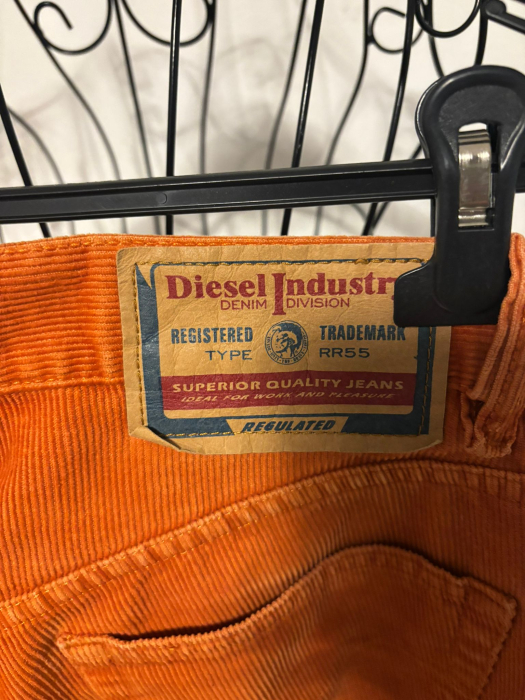 Diesel Industr
DENIM DIVISION
REGISTERED TRADEMARK
TYPE RR55
SUPERIOR QUALITY JEANS
IDEAL FOR WORK AND PLEASURE
REGULATED